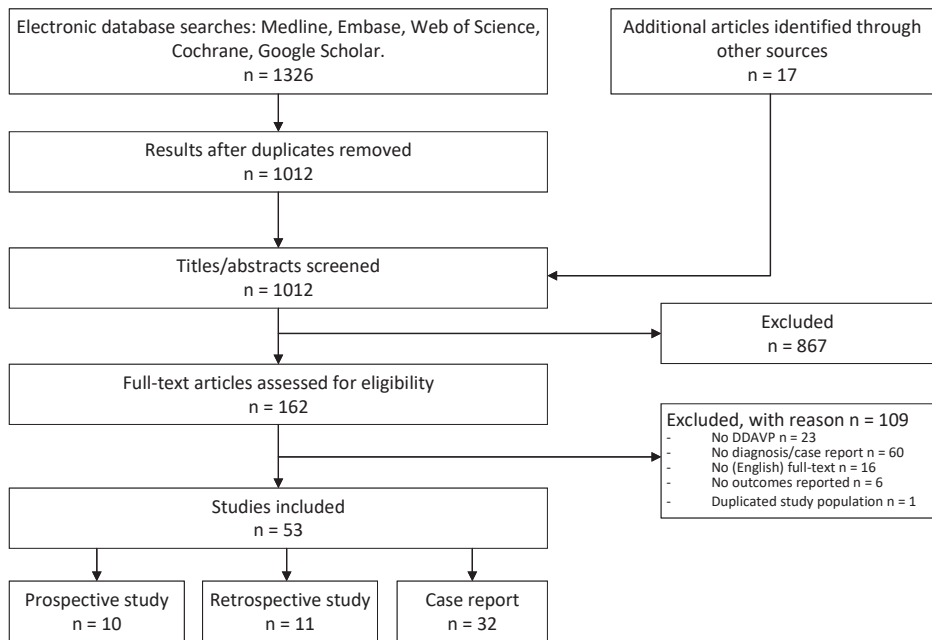 Electronic database searches: Medline, Embase, Web of Science,
Cochrane, Google Scholar.
n = 1326
Additional articles identified through
other sources
n = 17
Results after duplicates removed
n = 1012
Titles/abstracts screened
n = 1012
Excluded
n = 867
Full-text articles assessed for eligibility
n = 162
Excluded, with reason n = 109
- No DDAVP n = 23
- No diagnosis/case report n = 60
- No (English) full-text n = 16
- No outcomes reported n = 6
- Duplicated study population n = 1
Studies included
n = 53
Prospective study
n = 10
Retrospective study
n = 11
Case report
n = 32